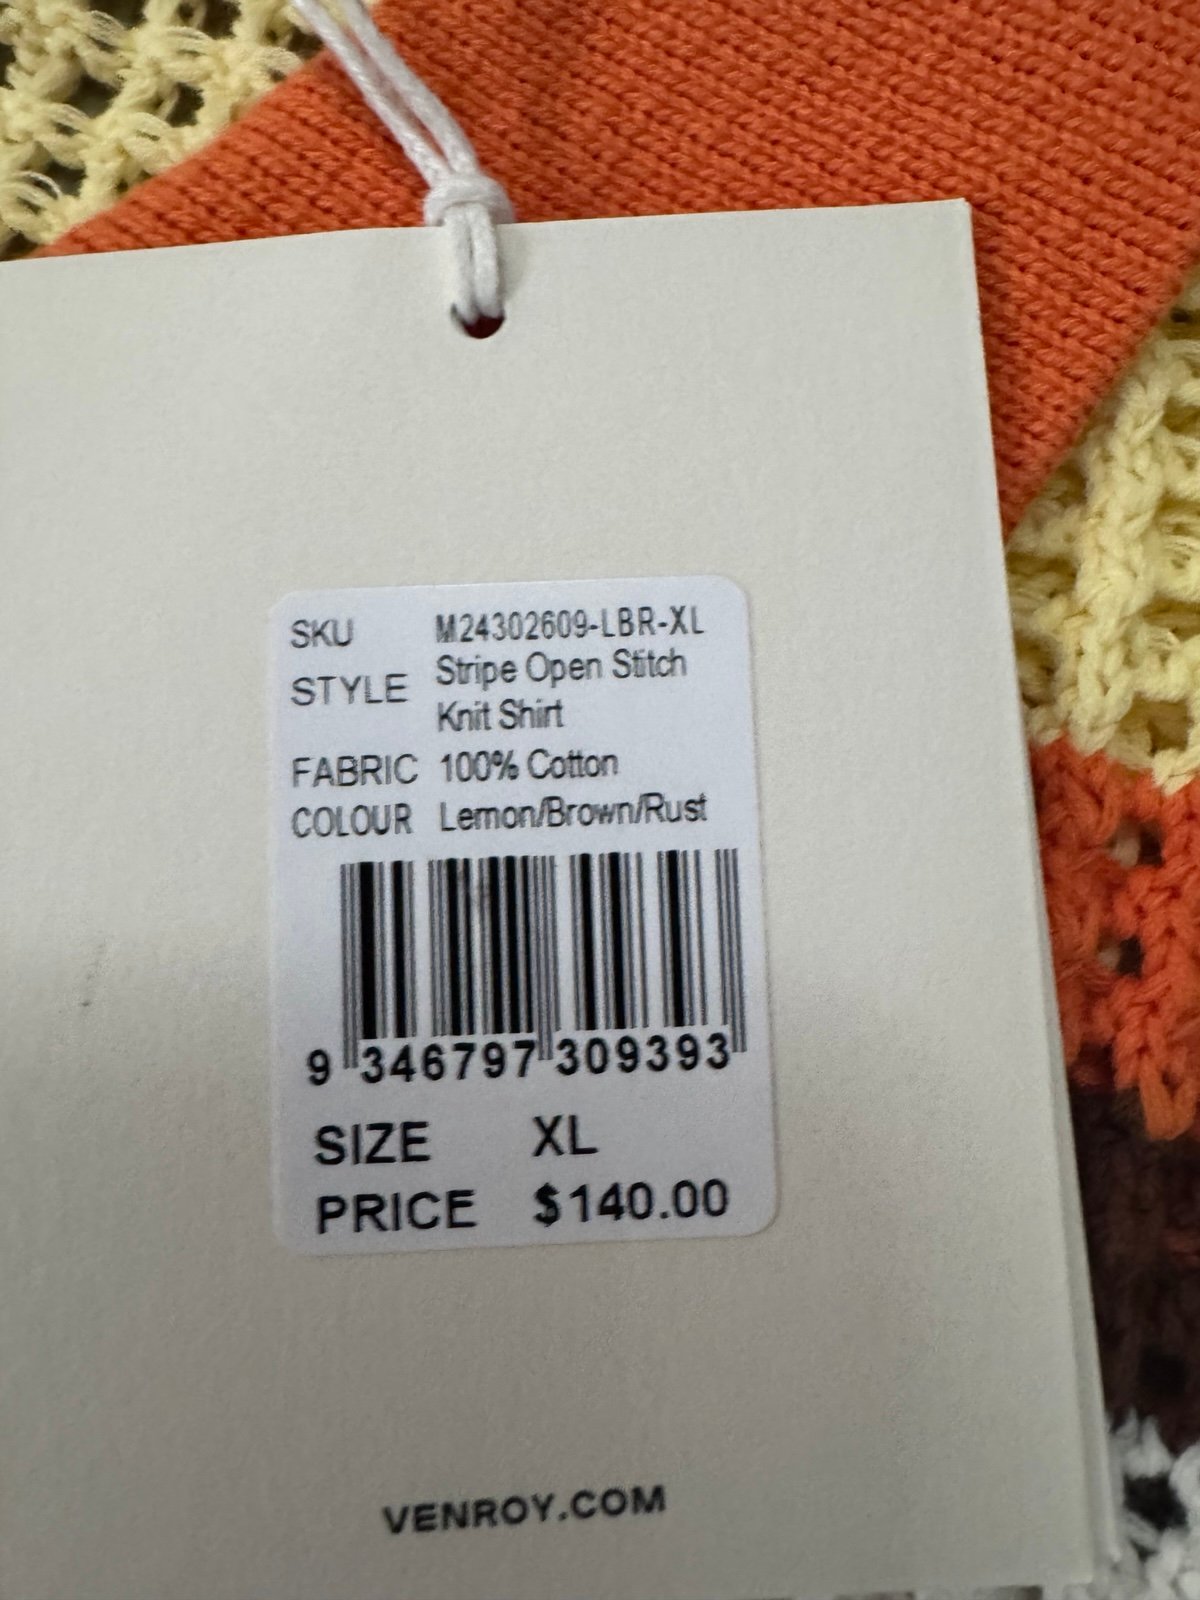 SKU M24302609-LBR-XL
STYLE Stripe Open Stitch
Knit Shirt
FABRIC 100% Cotton
COLOUR Lemon/Brown/Rust
9 346797 309393
SIZE XL
PRICE $140.00
VENROY.COM